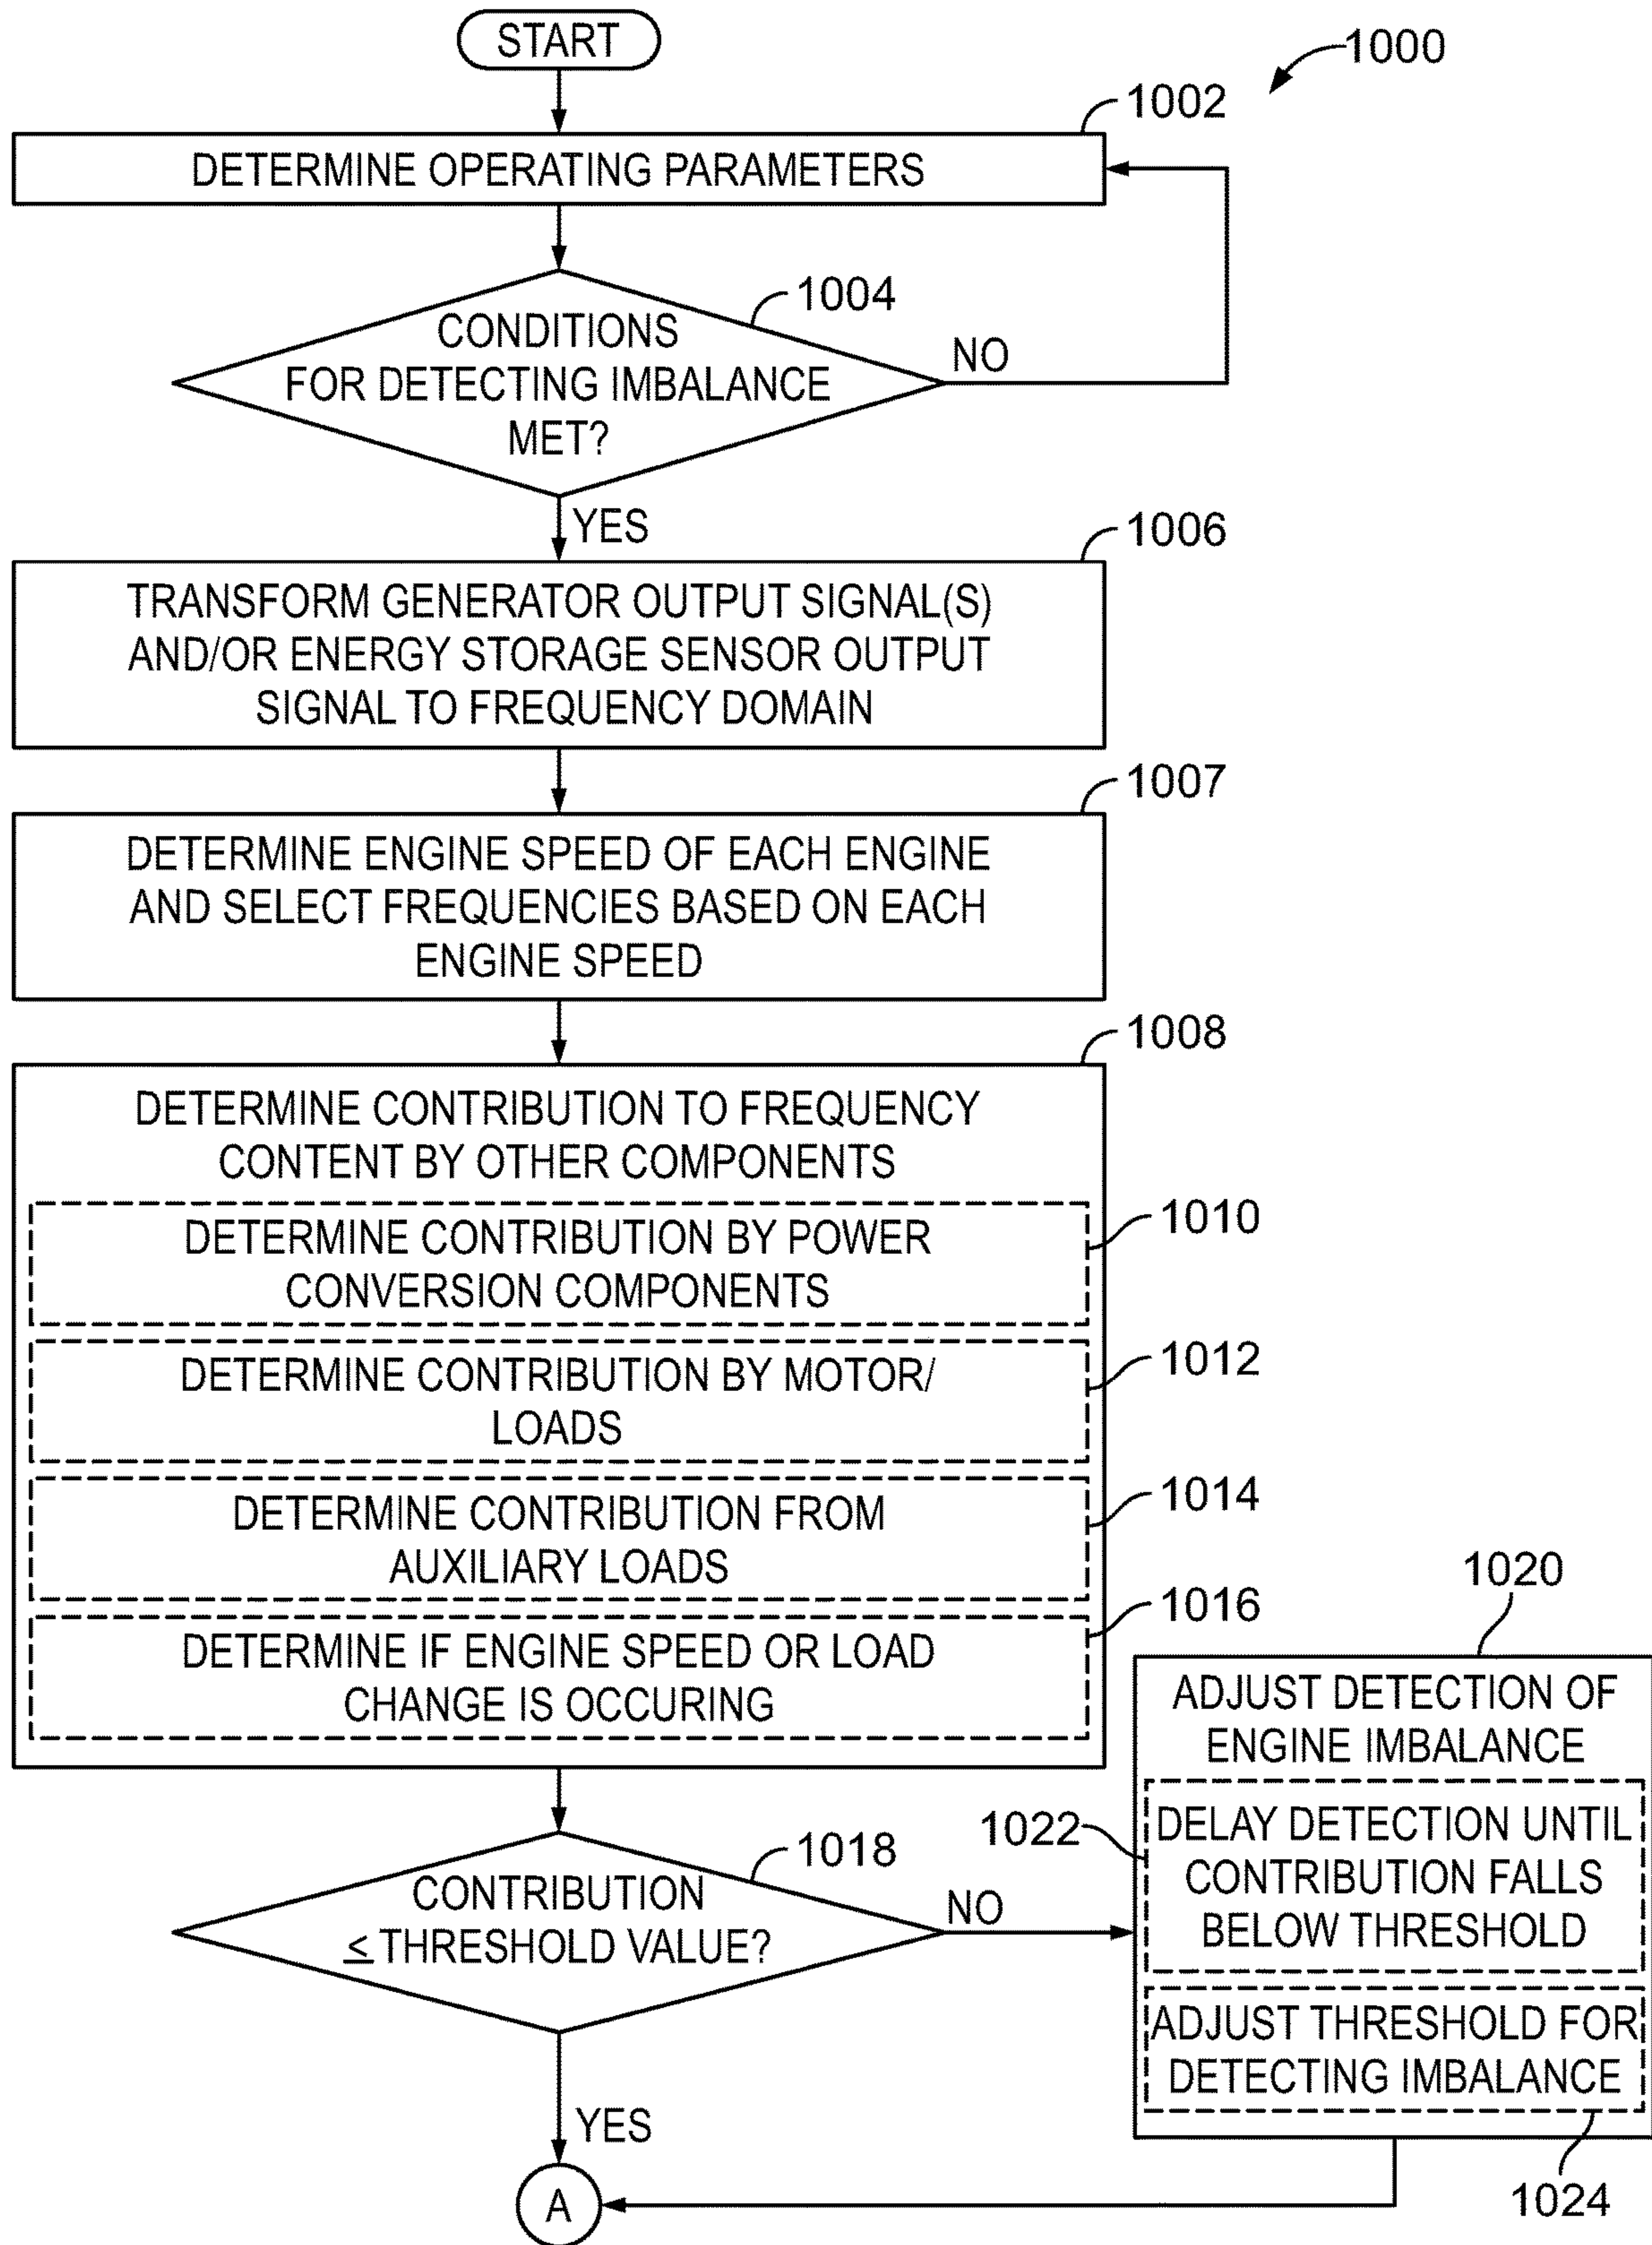 START
1000
1002
DETERMINE OPERATING PARAMETERS
1004
CONDITIONS
FOR DETECTING IMBALANCE
MET?
NO
YES
1006
TRANSFORM GENERATOR OUTPUT SIGNAL(S)
AND/OR ENERGY STORAGE SENSOR OUTPUT
SIGNAL TO FREQUENCY DOMAIN
1007
DETERMINE ENGINE SPEED OF EACH ENGINE
AND SELECT FREQUENCIES BASED ON EACH
ENGINE SPEED
1008
DETERMINE CONTRIBUTION TO FREQUENCY
CONTENT BY OTHER COMPONENTS
1010
DETERMINE CONTRIBUTION BY POWER
CONVERSION COMPONENTS
1012
DETERMINE CONTRIBUTION BY MOTOR/
LOADS
1014
DETERMINE CONTRIBUTION FROM
AUXILIARY LOADS
1016
DETERMINE IF ENGINE SPEED OR LOAD
CHANGE IS OCCURING
1018
CONTRIBUTION
≤ THRESHOLD VALUE?
NO
YES
1020
ADJUST DETECTION OF
ENGINE IMBALANCE
1022
DELAY DETECTION UNTIL
CONTRIBUTION FALLS
BELOW THRESHOLD
ADJUST THRESHOLD FOR
DETECTING IMBALANCE
1024
A